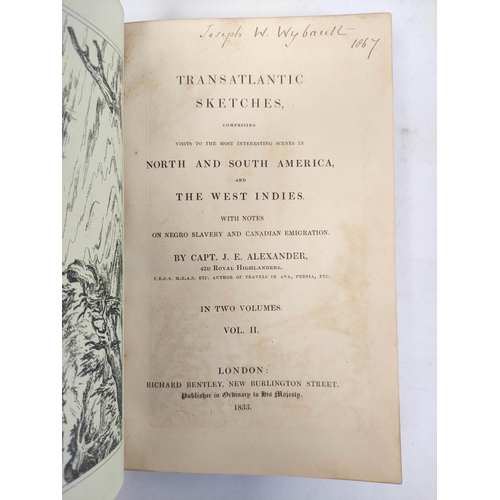 Joseph W. Wybault
1867
TRANSATLANTIC
SKETCHES,
COMPRISING
VISITS TO THE MOST INTERESTING SCENES IN
NORTH AND SOUTH AMERICA,
AND
THE WEST INDIES.
WITH NOTES
ON NEGRO SLAVERY AND CANADIAN EMIGRATION.
BY CAPT. J. E. ALEXANDER,
42D ROYAL HIGHLANDERS,
F.R.G.S. M.R.A.S. ETC. AUTHOR OF TRAVELS IN AVA, PERSIA, ETC.
IN TWO VOLUMES.
VOL. II.
LONDON:
RICHARD BENTLEY, NEW BURLINGTON STREET,
Publisher in Ordinary to His Majesty.
1833.